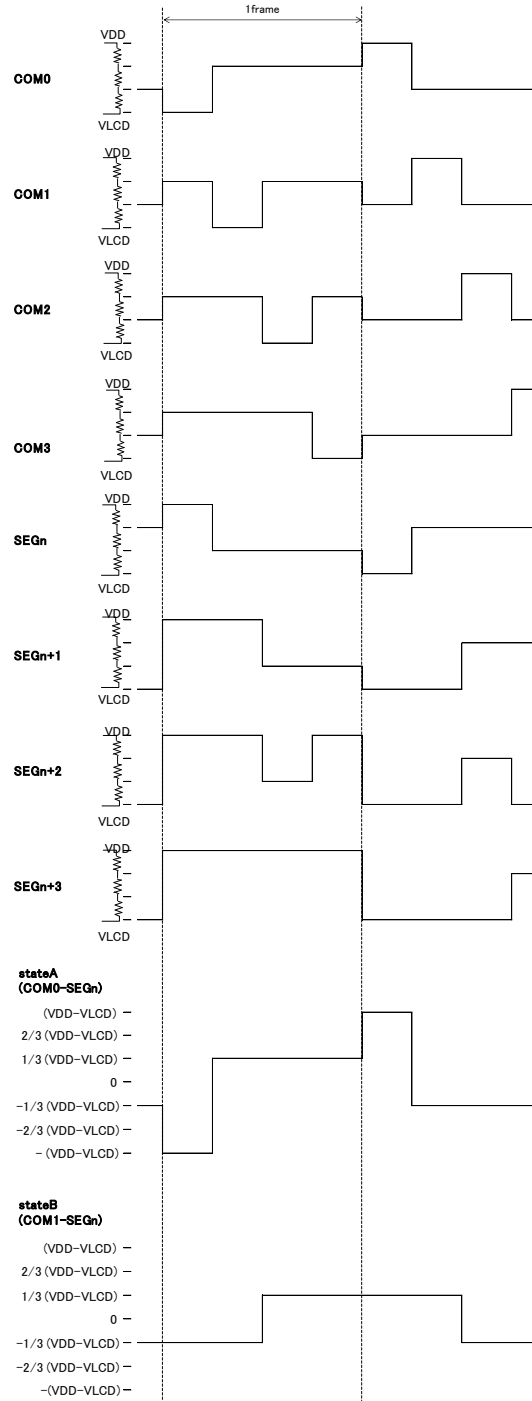 1frame
VDD
COM0
VLCD
VDD
COM1
VLCD
VDD
COM2
VLCD
VDD
COM3
VLCD
VDD
SEGn
VLCD
VDD
SEGn+1
VLCD
VDD
SEGn+2
VLCD
VDD
SEGn+3
VLCD
stateA
(COM0-SEGn)
(VDD-VLCD)
2/3 (VDD-VLCD)
1/3 (VDD-VLCD)
0
-1/3 (VDD-VLCD)
-2/3 (VDD-VLCD)
- (VDD-VLCD)
stateB
(COM1-SEGn)
(VDD-VLCD)
2/3 (VDD-VLCD)
1/3 (VDD-VLCD)
0
-1/3 (VDD-VLCD)
-2/3 (VDD-VLCD)
-(VDD-VLCD)